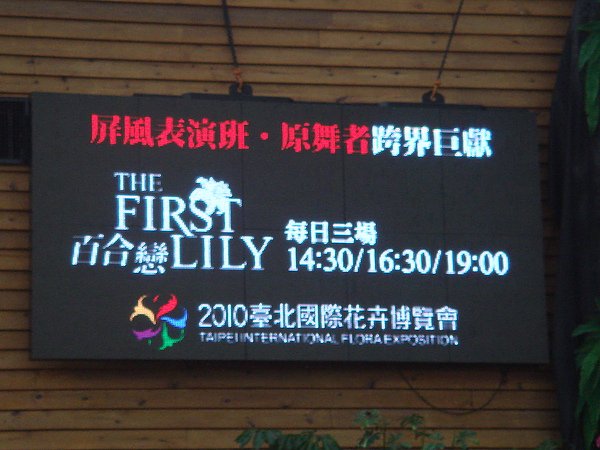 屏風表演班·原舞者跨界巨獻
THE
FIRST
百合戀LILY
每日三場
14:30/16:30/19:00
2010臺北國際花卉博覽會
TAIPEI INTERNATIONAL FLORA EXPOSITION